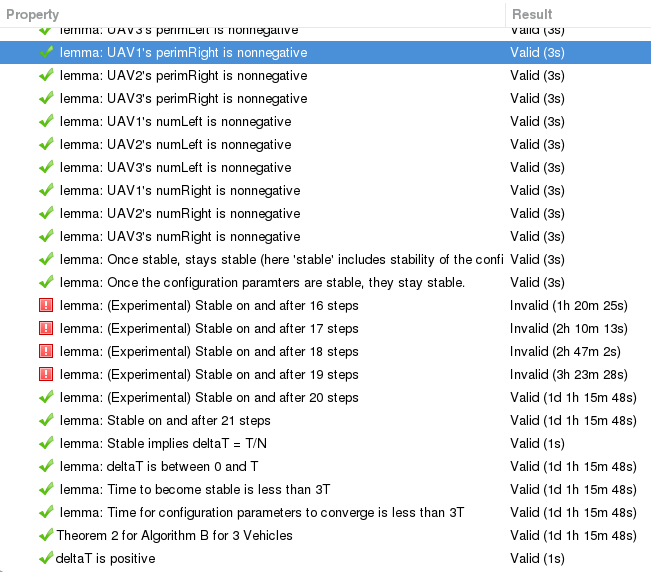 Property Result
lemma: UAV3's perimLeft is nonnegative Valid (3s)
lemma: UAV1's perimRight is nonnegative Valid (3s)
lemma: UAV2's perimRight is nonnegative Valid (3s)
lemma: UAV3's perimRight is nonnegative Valid (3s)
lemma: UAV1's numLeft is nonnegative Valid (3s)
lemma: UAV2's numLeft is nonnegative Valid (3s)
lemma: UAV3's numLeft is nonnegative Valid (3s)
lemma: UAV1's numRight is nonnegative Valid (3s)
lemma: UAV2's numRight is nonnegative Valid (3s)
lemma: UAV3's numRight is nonnegative Valid (3s)
lemma: Once stable, stays stable (here 'stable' includes stability of the confi Valid (3s)
lemma: Once the configuration paramters are stable, they stay stable. Valid (3s)
lemma: (Experimental) Stable on and after 16 steps Invalid (1h 20m 25s)
lemma: (Experimental) Stable on and after 17 steps Invalid (2h 10m 13s)
lemma: (Experimental) Stable on and after 18 steps Invalid (2h 47m 2s)
lemma: (Experimental) Stable on and after 19 steps Invalid (3h 23m 28s)
lemma: (Experimental) Stable on and after 20 steps Valid (1d 1h 15m 48s)
lemma: Stable on and after 21 steps Valid (1d 1h 15m 48s)
lemma: Stable implies deltaT = T/N Valid (1s)
lemma: deltaT is between 0 and T Valid (1d 1h 15m 48s)
lemma: Time to become stable is less than 3T Valid (1d 1h 15m 48s)
lemma: Time for configuration parameters to converge is less than 3T Valid (1d 1h 15m 48s)
Theorem 2 for Algorithm B for 3 Vehicles Valid (1d 1h 15m 48s)
deltaT is positive Valid (1s)